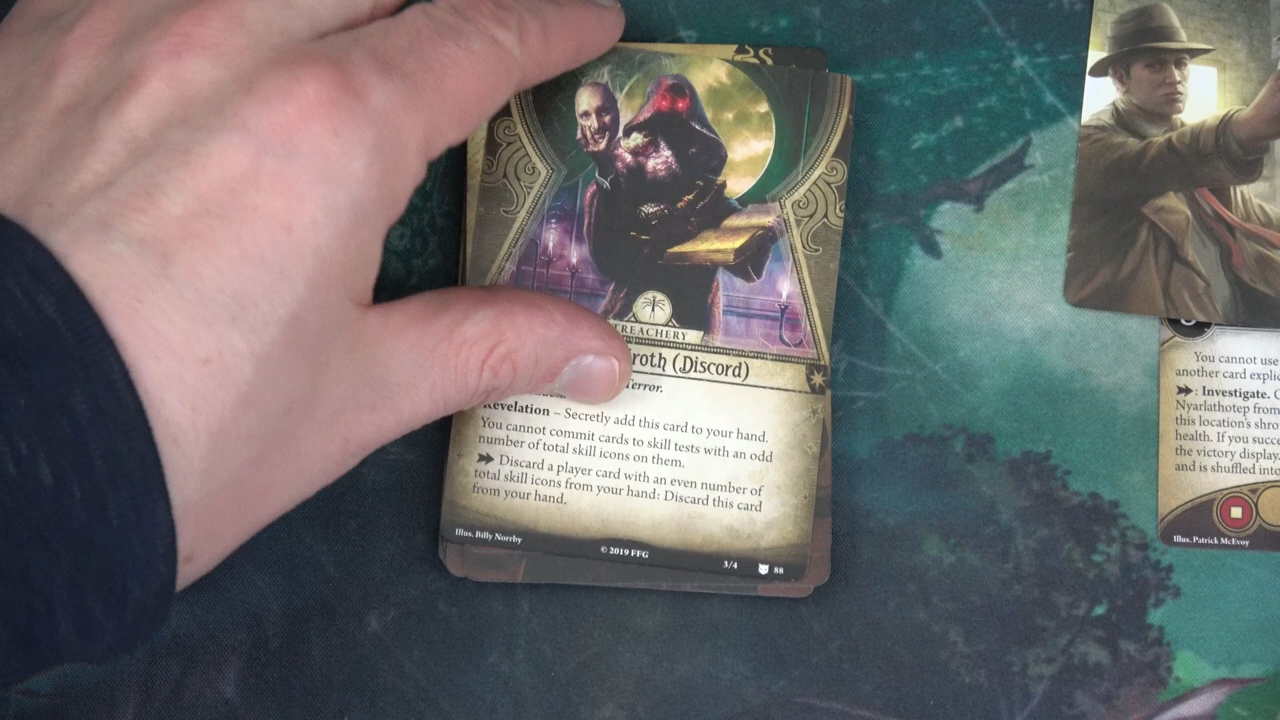 TREACHERY
roth (Discord)
Terror.
Revelation – Secretly add this card to your hand.
You cannot commit cards to skill tests with an odd
number of total skill icons on them.
Discard a player card with an even number of
total skill icons from your hand: Discard this card
from your hand.
Illus. Billy Norrby
© 2019 FFG
3/4
88
You cannot use
another card explic
: Investigate.
Nyarlathotep from
this location's shro
health. If you succe
the victory display.
and is shuffled into
Illus. Patrick McEvoy